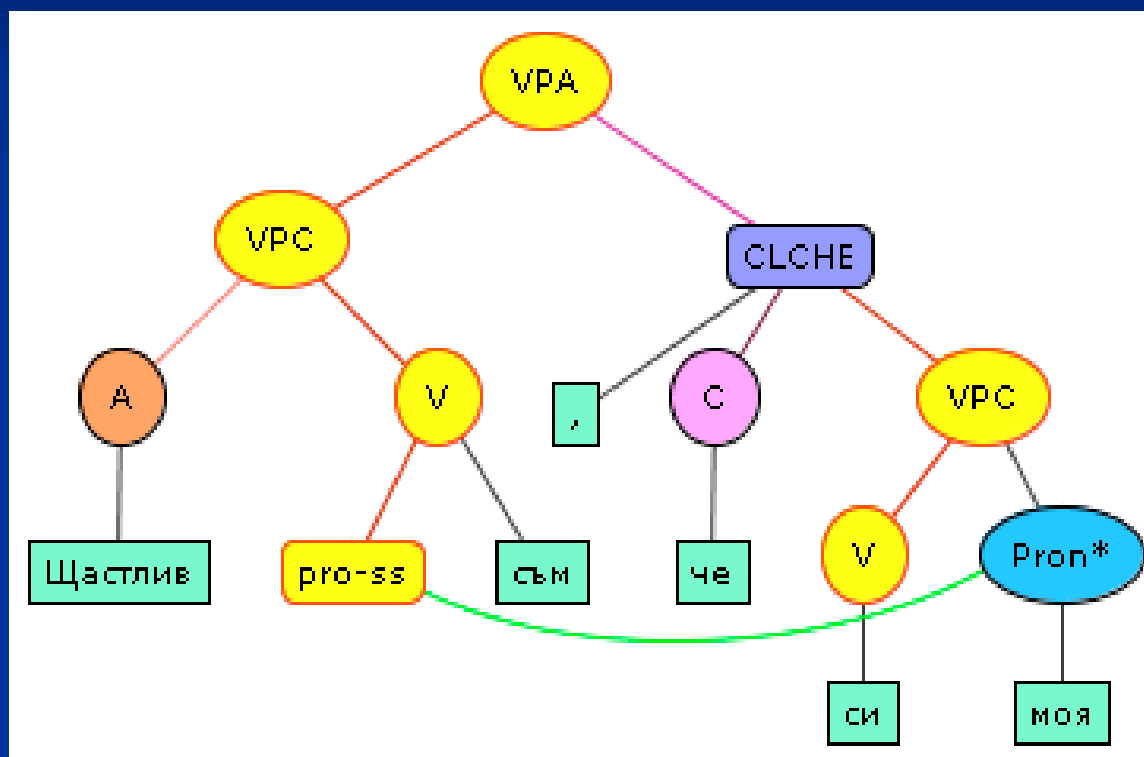 VPA
VPC
CLCHE
A
V
,
C
VPC
Щастлив
pro-ss
съм
че
V
Pron*
си
моя